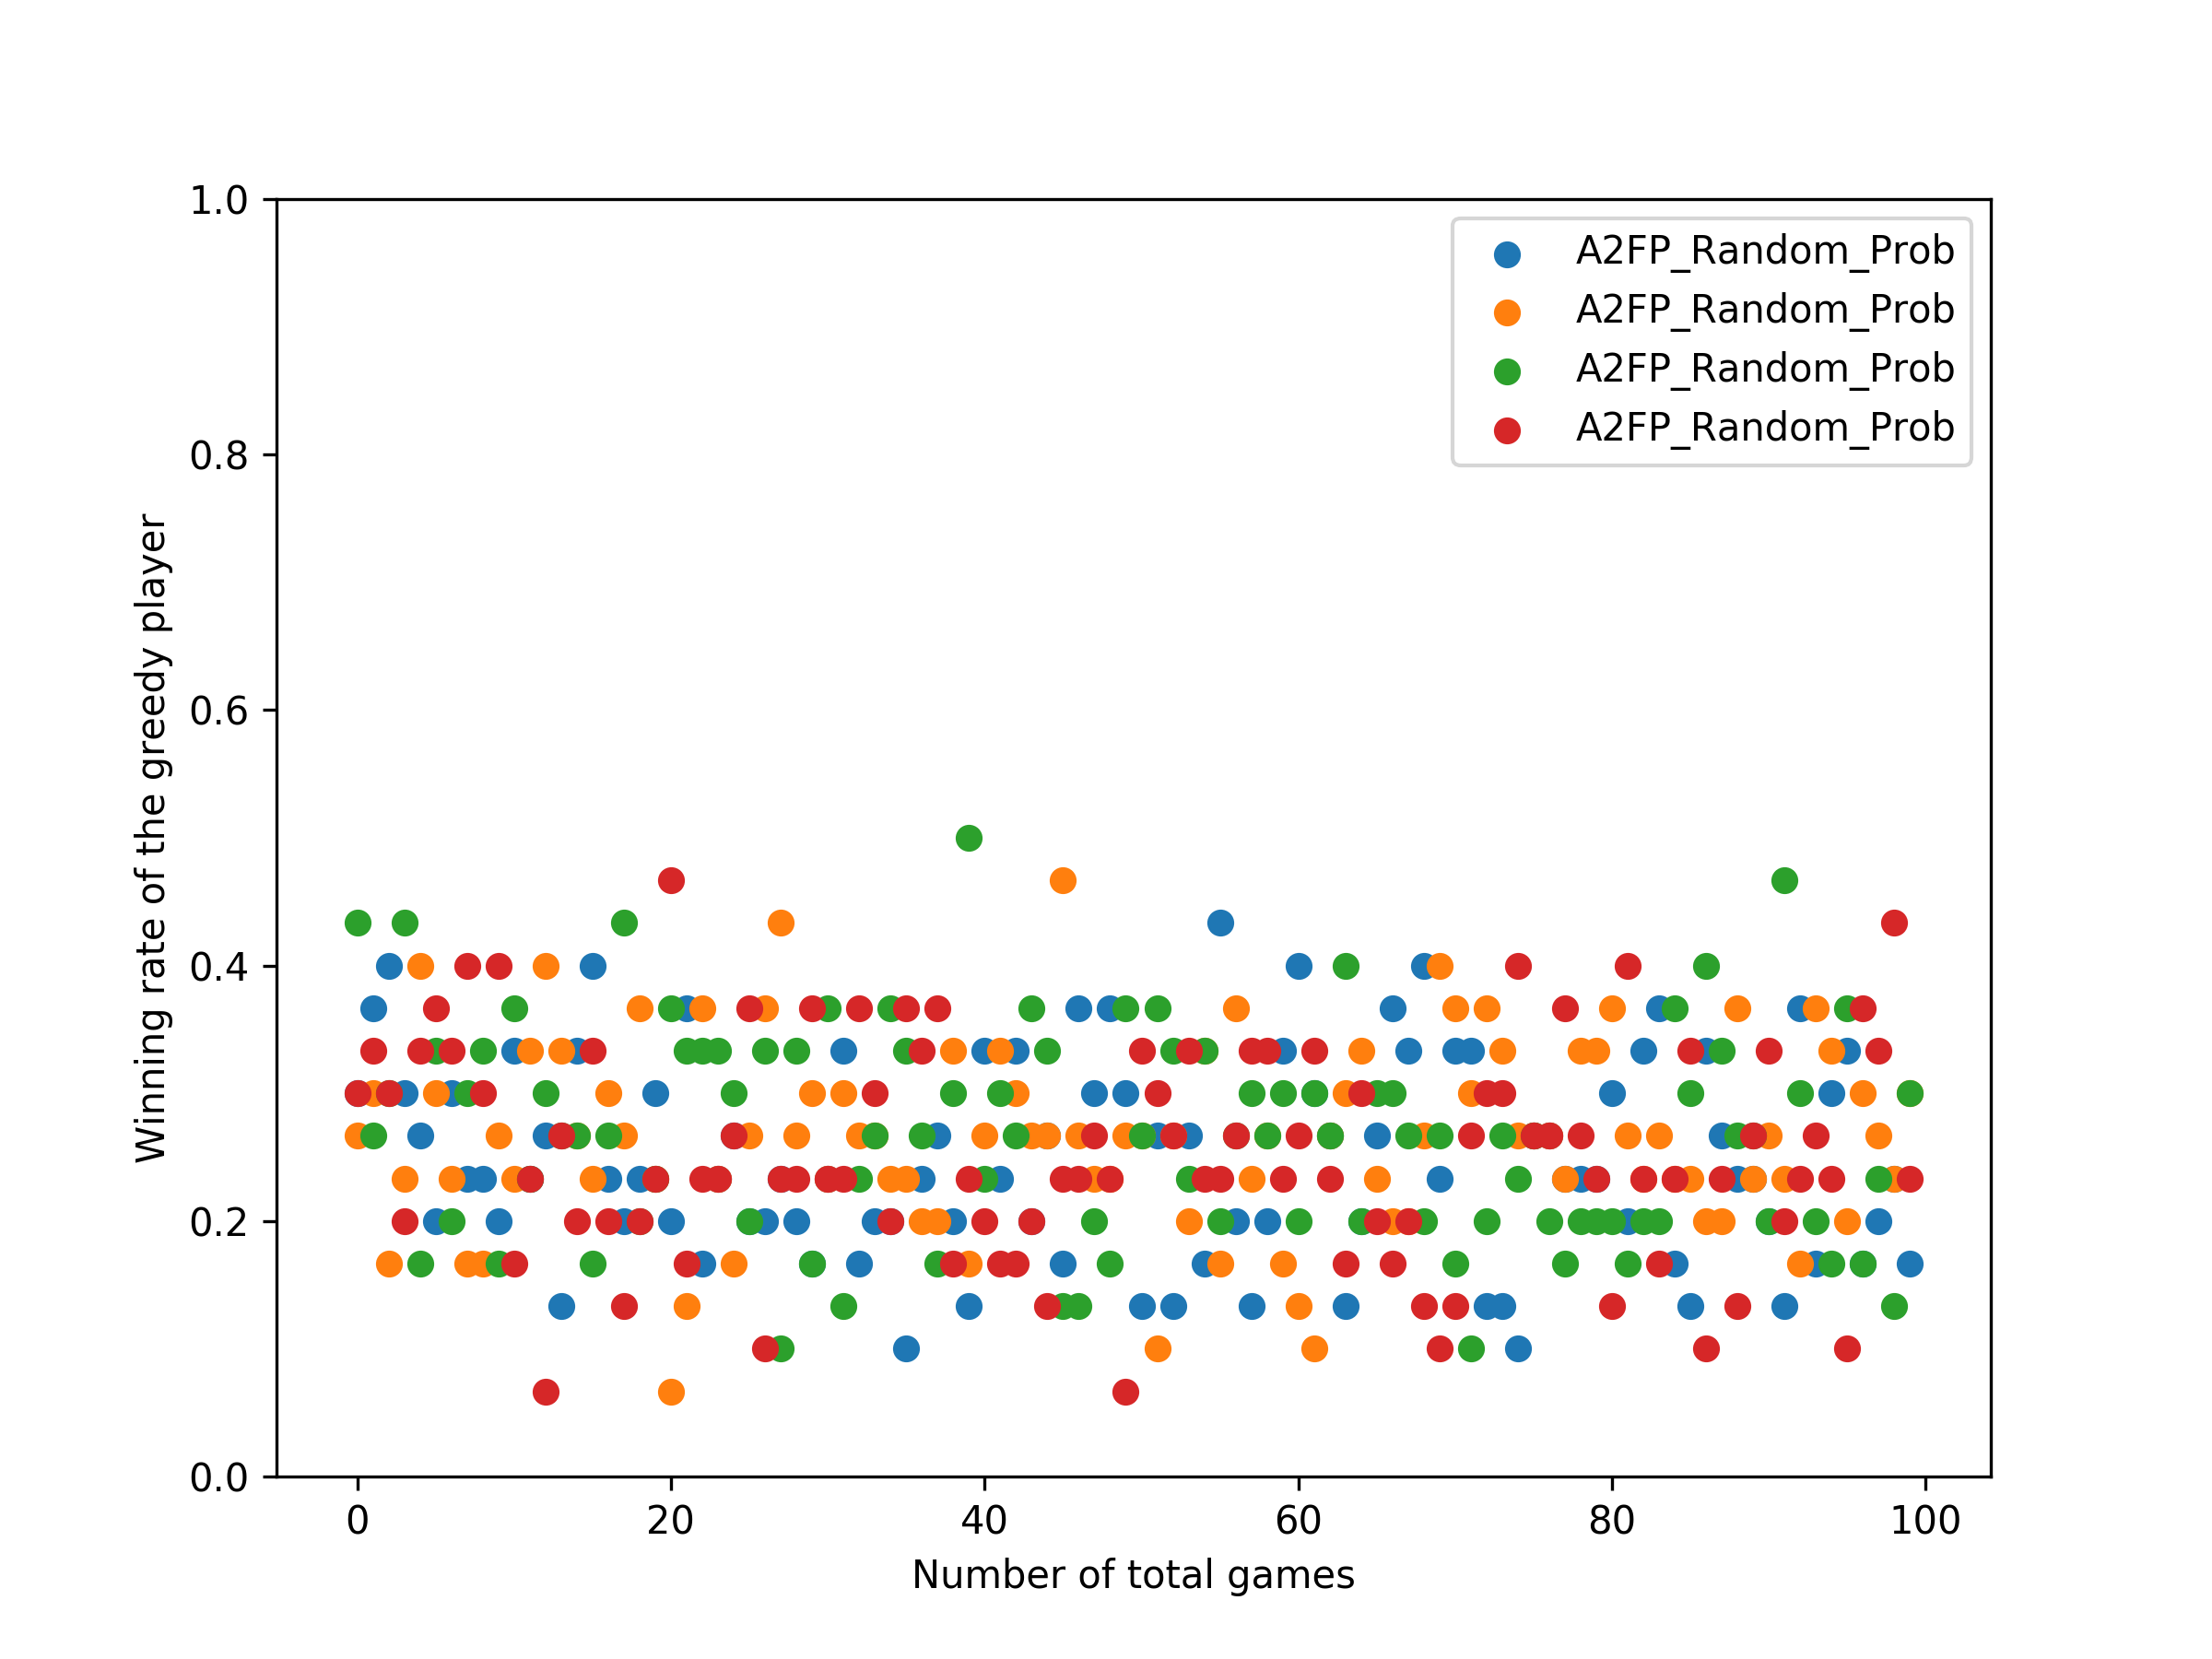 1.0
0.8
0.6
0.4
0.2
0.0
Winning rate of the greedy player
A2FP_Random_Prob
A2FP_Random_Prob
A2FP_Random_Prob
A2FP_Random_Prob
0 20 40 60 80 100
Number of total games